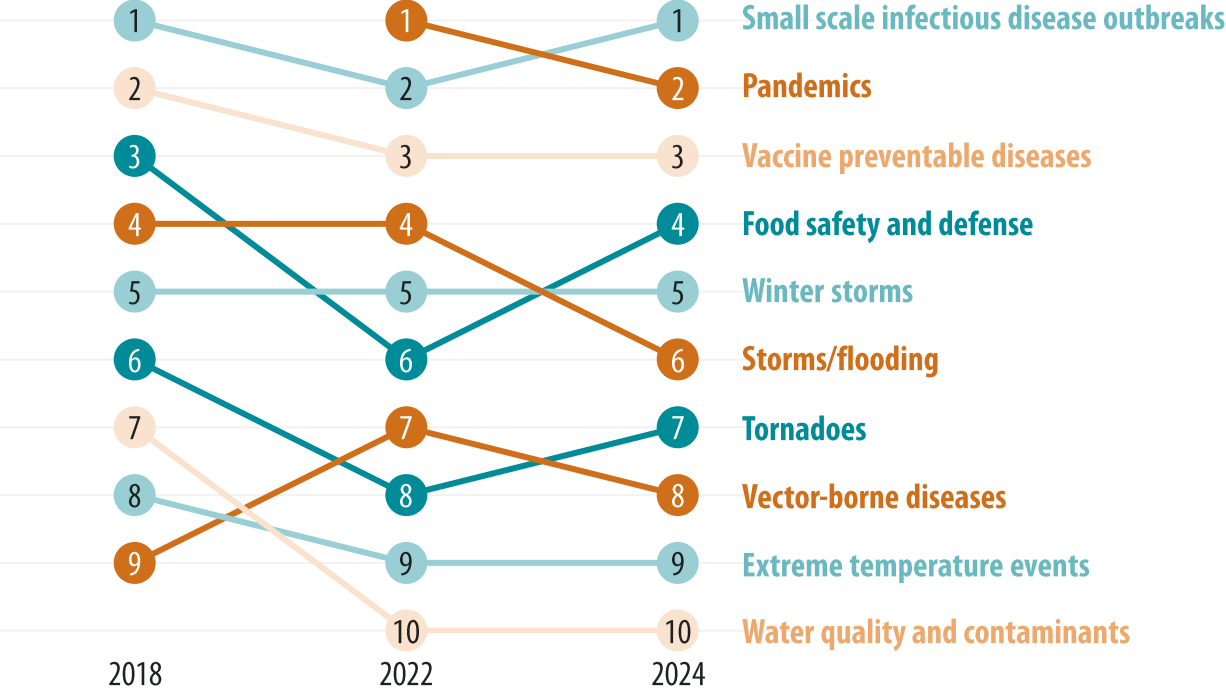 1 1 1 Small scale infectious disease outbreaks
2 2 2 Pandemics
2 3 3 Vaccine preventable diseases
3 4 4 Food safety and defense
4 5 5 Winter storms
5 6 6 Storms/flooding
6 7 7 Tornadoes
7 8 8 Vector-borne diseases
8 9 9 Extreme temperature events
9 10 10 Water quality and contaminants
2018 2022 2024